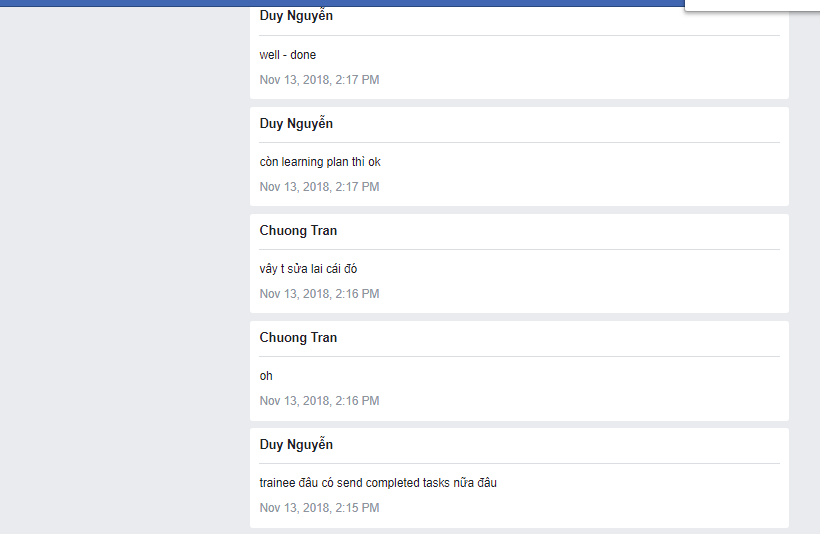 Duy Nguyễn
well - done
Nov 13, 2018, 2:17 PM
Duy Nguyễn
còn learning plan thì ok
Nov 13, 2018, 2:17 PM
Chuong Tran
vây t sửa lai cái đó
Nov 13, 2018, 2:16 PM
Chuong Tran
oh
Nov 13, 2018, 2:16 PM
Duy Nguyễn
trainee đâu có send completed tasks nữa đâu
Nov 13, 2018, 2:15 PM